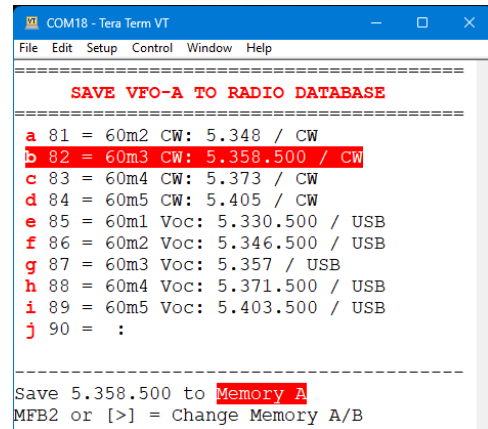 COM18 - Tera Term VT
File Edit Setup Control Window Help
========================================
SAVE VFO-A TO RADIO DATABASE
========================================
a 81 = 60m2 CW: 5.348 / CW
b 82 = 60m3 CW: 5.358.500 / CW
c 83 = 60m4 CW: 5.373 / CW
d 84 = 60m5 CW: 5.405 / CW
e 85 = 60m1 Voc: 5.330.500 / USB
f 86 = 60m2 Voc: 5.346.500 / USB
g 87 = 60m3 Voc: 5.357 / USB
h 88 = 60m4 Voc: 5.371.500 / USB
i 89 = 60m5 Voc: 5.403.500 / USB
j 90 =  :
----------------------------------------
Save 5.358.500 to Memory A
MFB2 or [>] = Change Memory A/B